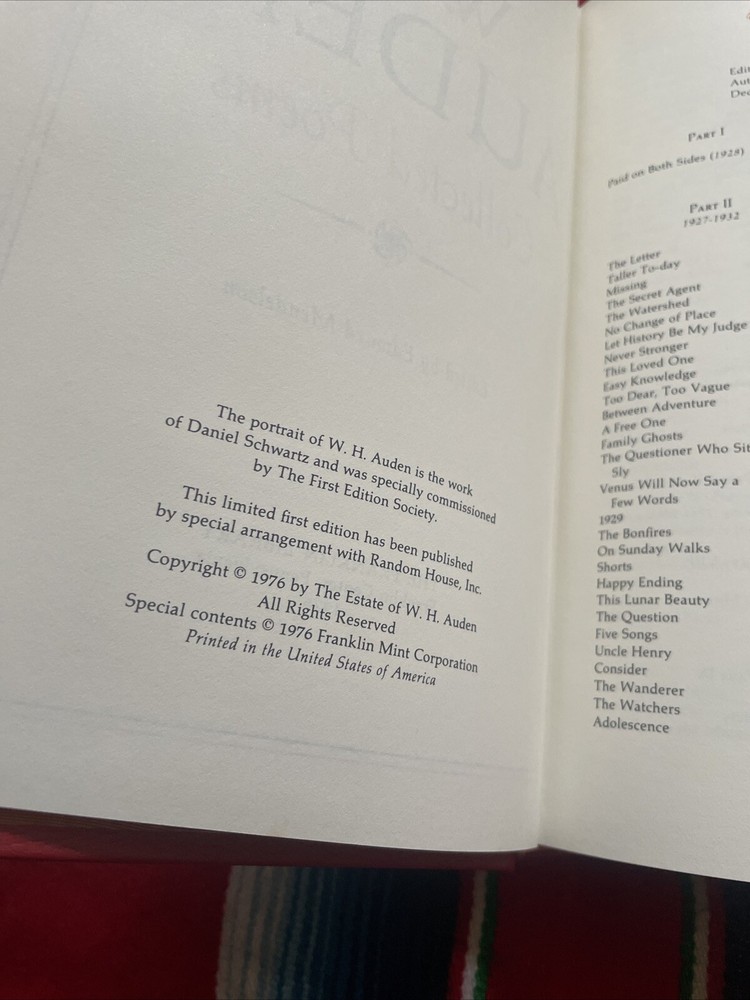 The portrait of W. H. Auden is the work
of Daniel Schwartz and was specially commissioned
by The First Edition Society.
This limited first edition has been published
by special arrangement with Random House, Inc.
Copyright © 1976 by The Estate of W. H. Auden
All Rights Reserved
Special contents © 1976 Franklin Mint Corporation
Printed in the United States of America
Part I
Paid on Both Sides (1928)
Part II
1927-1932
The Letter
Taller To-day
Missing
The Secret Agent
The Watershed
No Change of Place
Let History Be My Judge
Never Stronger
This Loved One
Easy Knowledge
Too Dear, Too Vague
Between Adventure
A Free One
Family Ghosts
The Questioner Who Sit
Sly
Venus Will Now Say a
Few Words
1929
The Bonfires
On Sunday Walks
Shorts
Happy Ending
This Lunar Beauty
The Question
Five Songs
Uncle Henry
Consider
The Wanderer
The Watchers
Adolescence